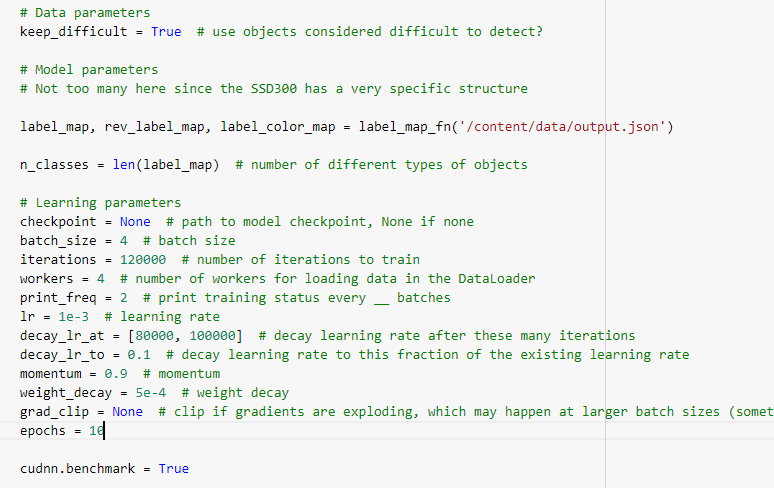 # Data parameters
keep_difficult = True  # use objects considered difficult to detect?
# Model parameters
# Not too many here since the SSD300 has a very specific structure
label_map, rev_label_map, label_color_map = label_map_fn('/content/data/output.json')
n_classes = len(label_map)  # number of different types of objects
# Learning parameters
checkpoint = None  # path to model checkpoint, None if none
batch_size = 4  # batch size
iterations = 120000  # number of iterations to train
workers = 4  # number of workers for loading data in the DataLoader
print_freq = 2  # print training status every __ batches
lr = 1e-3  # learning rate
decay_lr_at = [80000, 100000]  # decay learning rate after these many iterations
decay_lr_to = 0.1  # decay learning rate to this fraction of the existing learning rate
momentum = 0.9  # momentum
weight_decay = 5e-4  # weight decay
grad_clip = None  # clip if gradients are exploding, which may happen at larger batch sizes (somet
epochs = 10
cudnn.benchmark = True